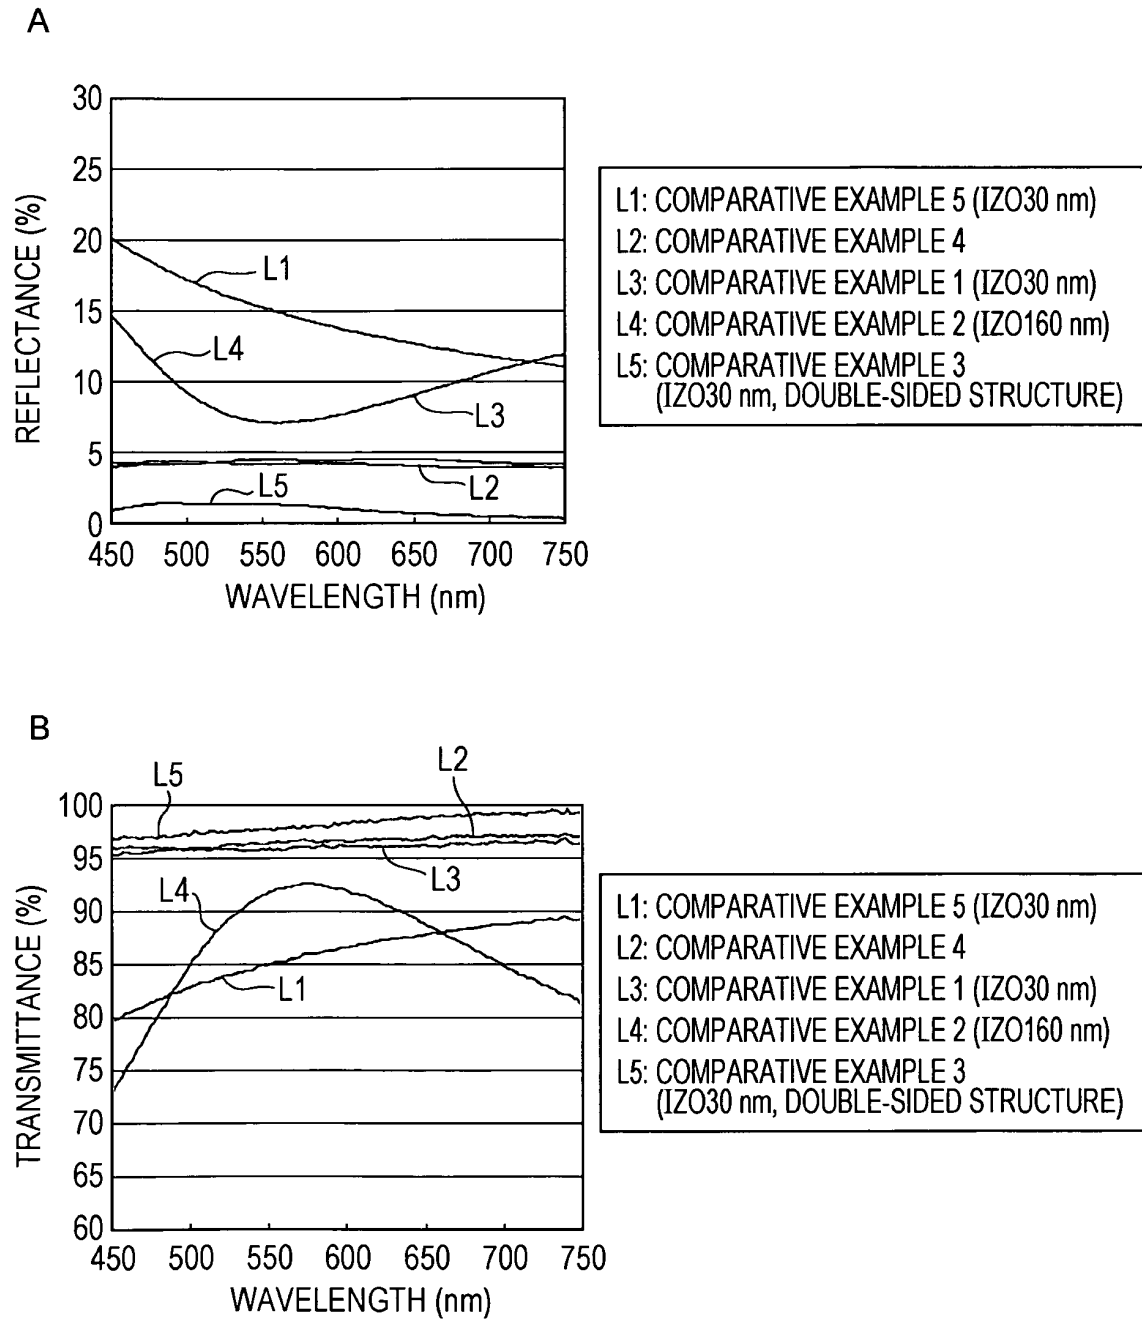 A
30
25
20
15
10
5
0
REFLECTANCE (%)
L1
L4
L3
L2
L5
450 500 550 600 650 700 750
WAVELENGTH (nm)
L1: COMPARATIVE EXAMPLE 5 (IZO30 nm)
L2: COMPARATIVE EXAMPLE 4
L3: COMPARATIVE EXAMPLE 1 (IZO30 nm)
L4: COMPARATIVE EXAMPLE 2 (IZO160 nm)
L5: COMPARATIVE EXAMPLE 3
(IZO30 nm, DOUBLE-SIDED STRUCTURE)
B
L5
L2
100
95
90
85
80
75
70
65
60
TRANSMITTANCE (%)
L4
L3
L1
450 500 550 600 650 700 750
WAVELENGTH (nm)
L1: COMPARATIVE EXAMPLE 5 (IZO30 nm)
L2: COMPARATIVE EXAMPLE 4
L3: COMPARATIVE EXAMPLE 1 (IZO30 nm)
L4: COMPARATIVE EXAMPLE 2 (IZO160 nm)
L5: COMPARATIVE EXAMPLE 3
(IZO30 nm, DOUBLE-SIDED STRUCTURE)